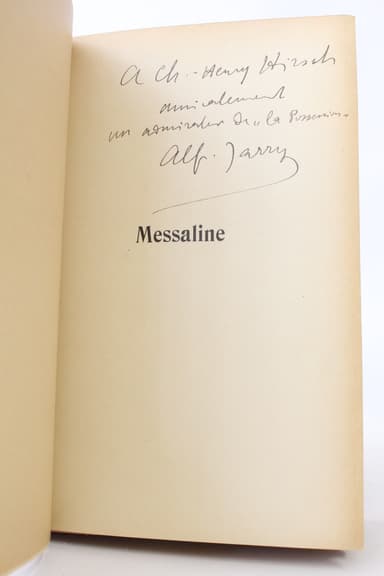 A Ch.-Henry Hirsch
amicalement
un admirateur de „la Possession„
Alf. Jarry
Messaline